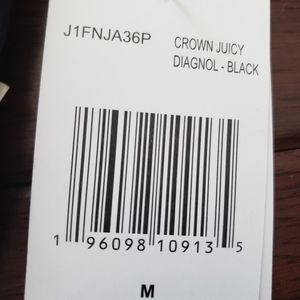 J1FNJA36P
CROWN JUICY
DIAGNOL - BLACK
1 96098 10913 5
M